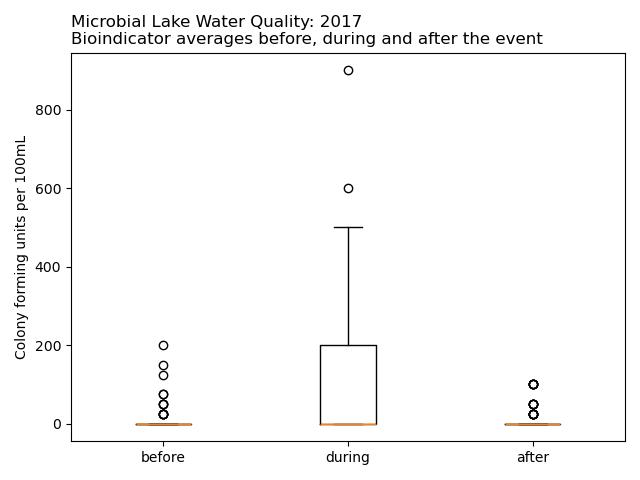 Microbial Lake Water Quality: 2017
Bioindicator averages before, during and after the event
Colony forming units per 100mL
800
600
400
200
0
before
during
after